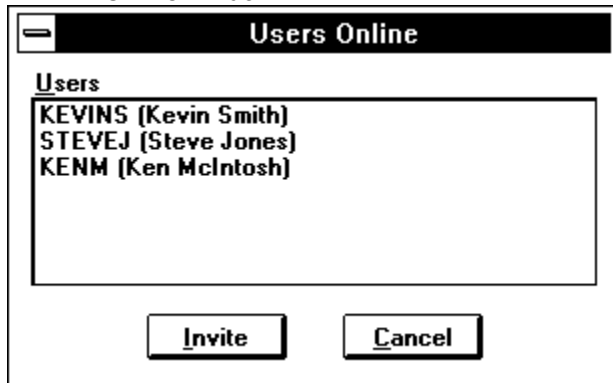 Users Online
Users
KEVINS (Kevin Smith)
STEVEJ (Steve Jones)
KENM (Ken McIntosh)
Invite
Cancel